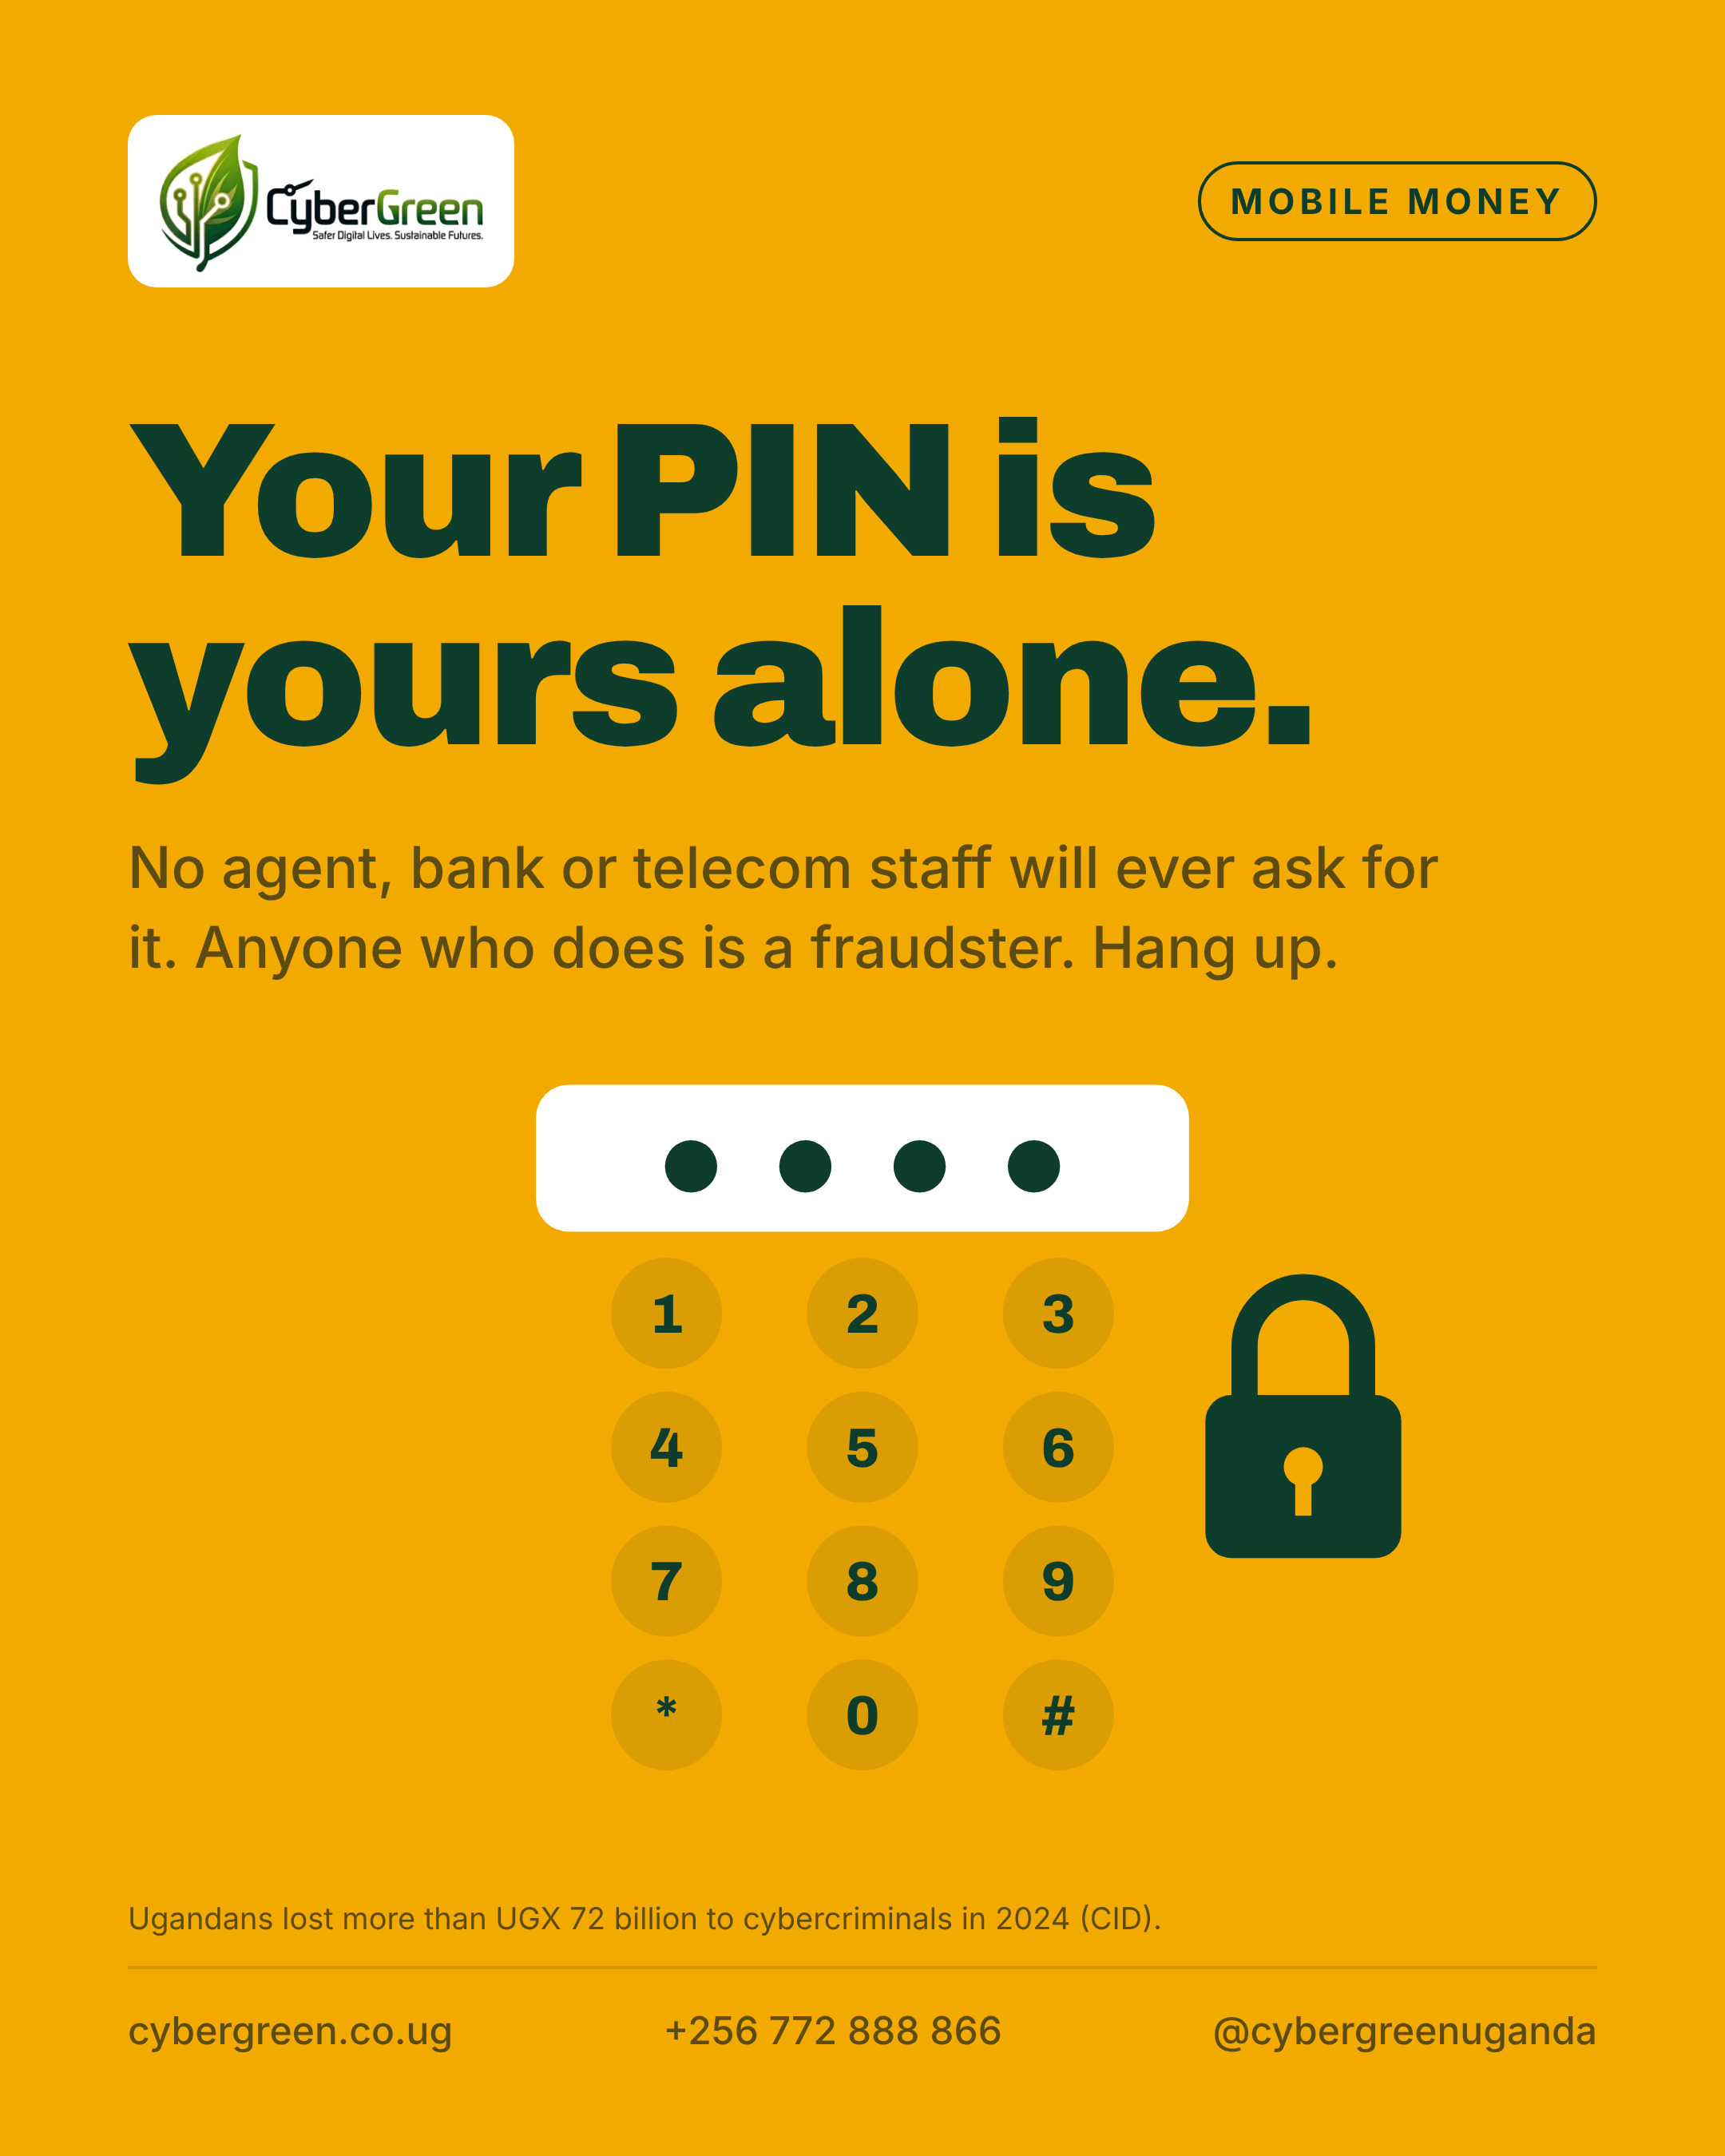 CyberGreen
Safer Digital Lives. Sustainable Futures.
MOBILE MONEY
Your PIN is
yours alone.
No agent, bank or telecom staff will ever ask for
it. Anyone who does is a fraudster. Hang up.
1 2 3
4 5 6
7 8 9
* 0 #
Ugandans lost more than UGX 72 billion to cybercriminals in 2024 (CID).
cybergreen.co.ug +256 772 888 866 @cybergreenuganda